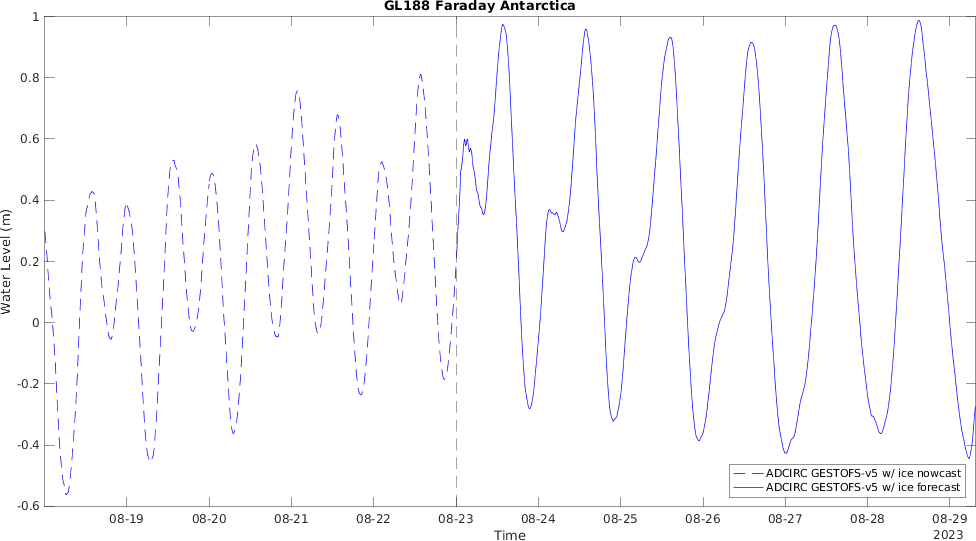 GL188 Faraday Antarctica
Water Level (m)
1
0.8
0.6
0.4
0.2
0
-0.2
-0.4
-0.6
ADCIRC GESTOFS-v5 w/ ice nowcast
ADCIRC GESTOFS-v5 w/ ice forecast
08-19 08-20 08-21 08-22 08-23 08-24 08-25 08-26 08-27 08-28 08-29
Time
2023